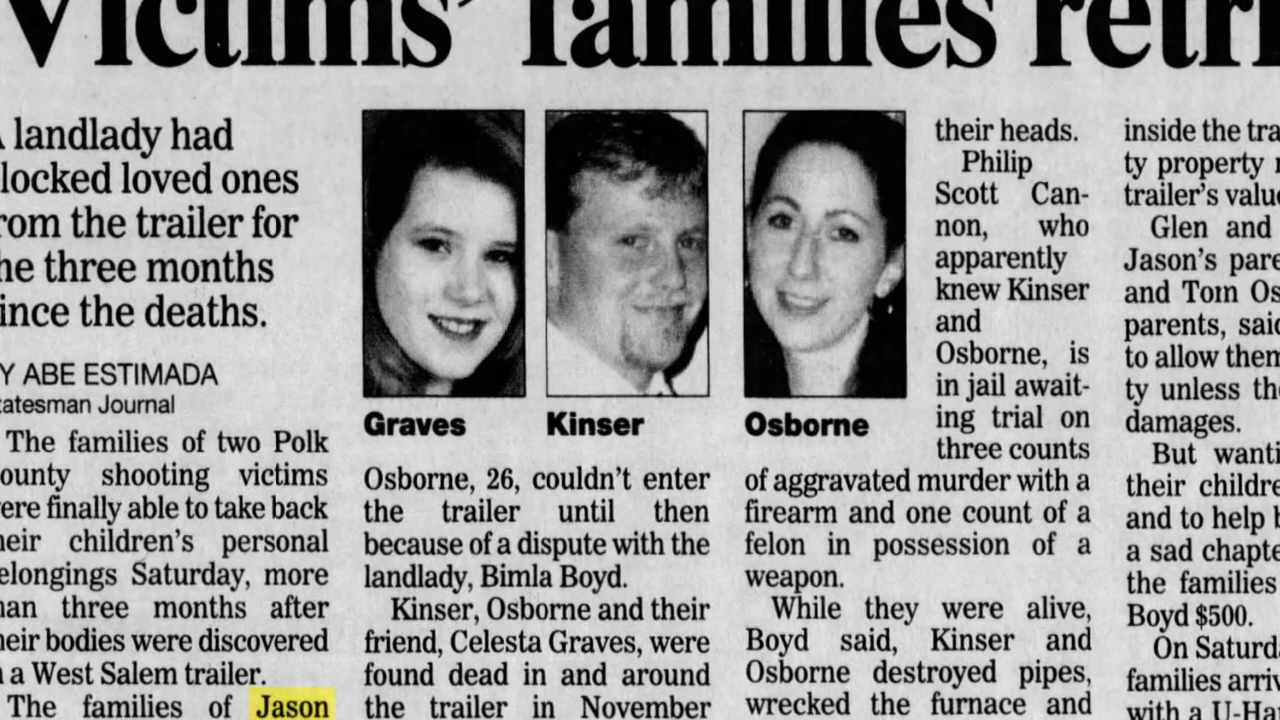 Victims' families retri
A landlady had
locked loved ones
rom the trailer for
he three months
ince the deaths.
Y ABE ESTIMADA
tatesman Journal
The families of two Polk
ounty shooting victims
ere finally able to take back
heir children's personal
elongings Saturday, more
han three months after
heir bodies were discovered
a West Salem trailer.
The families of Jason
Graves
Kinser
Osborne
Osborne, 26, couldn't enter
the trailer until then
because of a dispute with the
landlady, Bimla Boyd.
Kinser, Osborne and their
friend, Celesta Graves, were
found dead in and around
the trailer in November
their heads.
Philip
Scott Can-
non, who
apparently
knew Kinser
and
Osborne, is
in jail await-
ing trial on
three counts
of aggravated murder with a
firearm and one count of a
felon in possession of a
weapon.
While they were alive,
Boyd said, Kinser and
Osborne destroyed pipes,
wrecked the furnace and
inside the tra
ty property
trailer's value
Glen and
Jason's pare
and Tom Os
parents, said
to allow them
ty unless th
damages.
But wanti
their childre
and to help b
a sad chapte
the families
Boyd $500.
On Saturda
families arriv
with a U-Ha